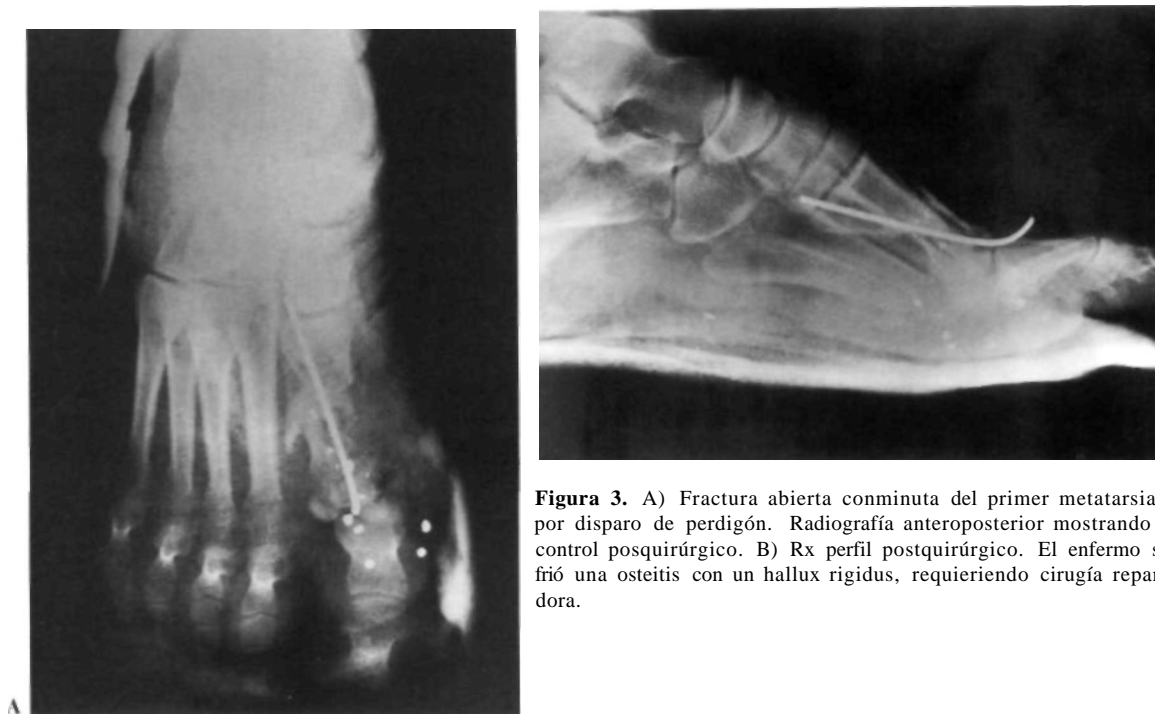 Figura 3. A) Fractura abierta conminuta del primer metatarsia
por disparo de perdigón. Radiografía anteroposterior mostrando
control posquirúrgico. B) Rx perfil postquirúrgico. El enfermo s
frió una osteitis con un hallux rigidus, requieriendo cirugía repar
dora.
A